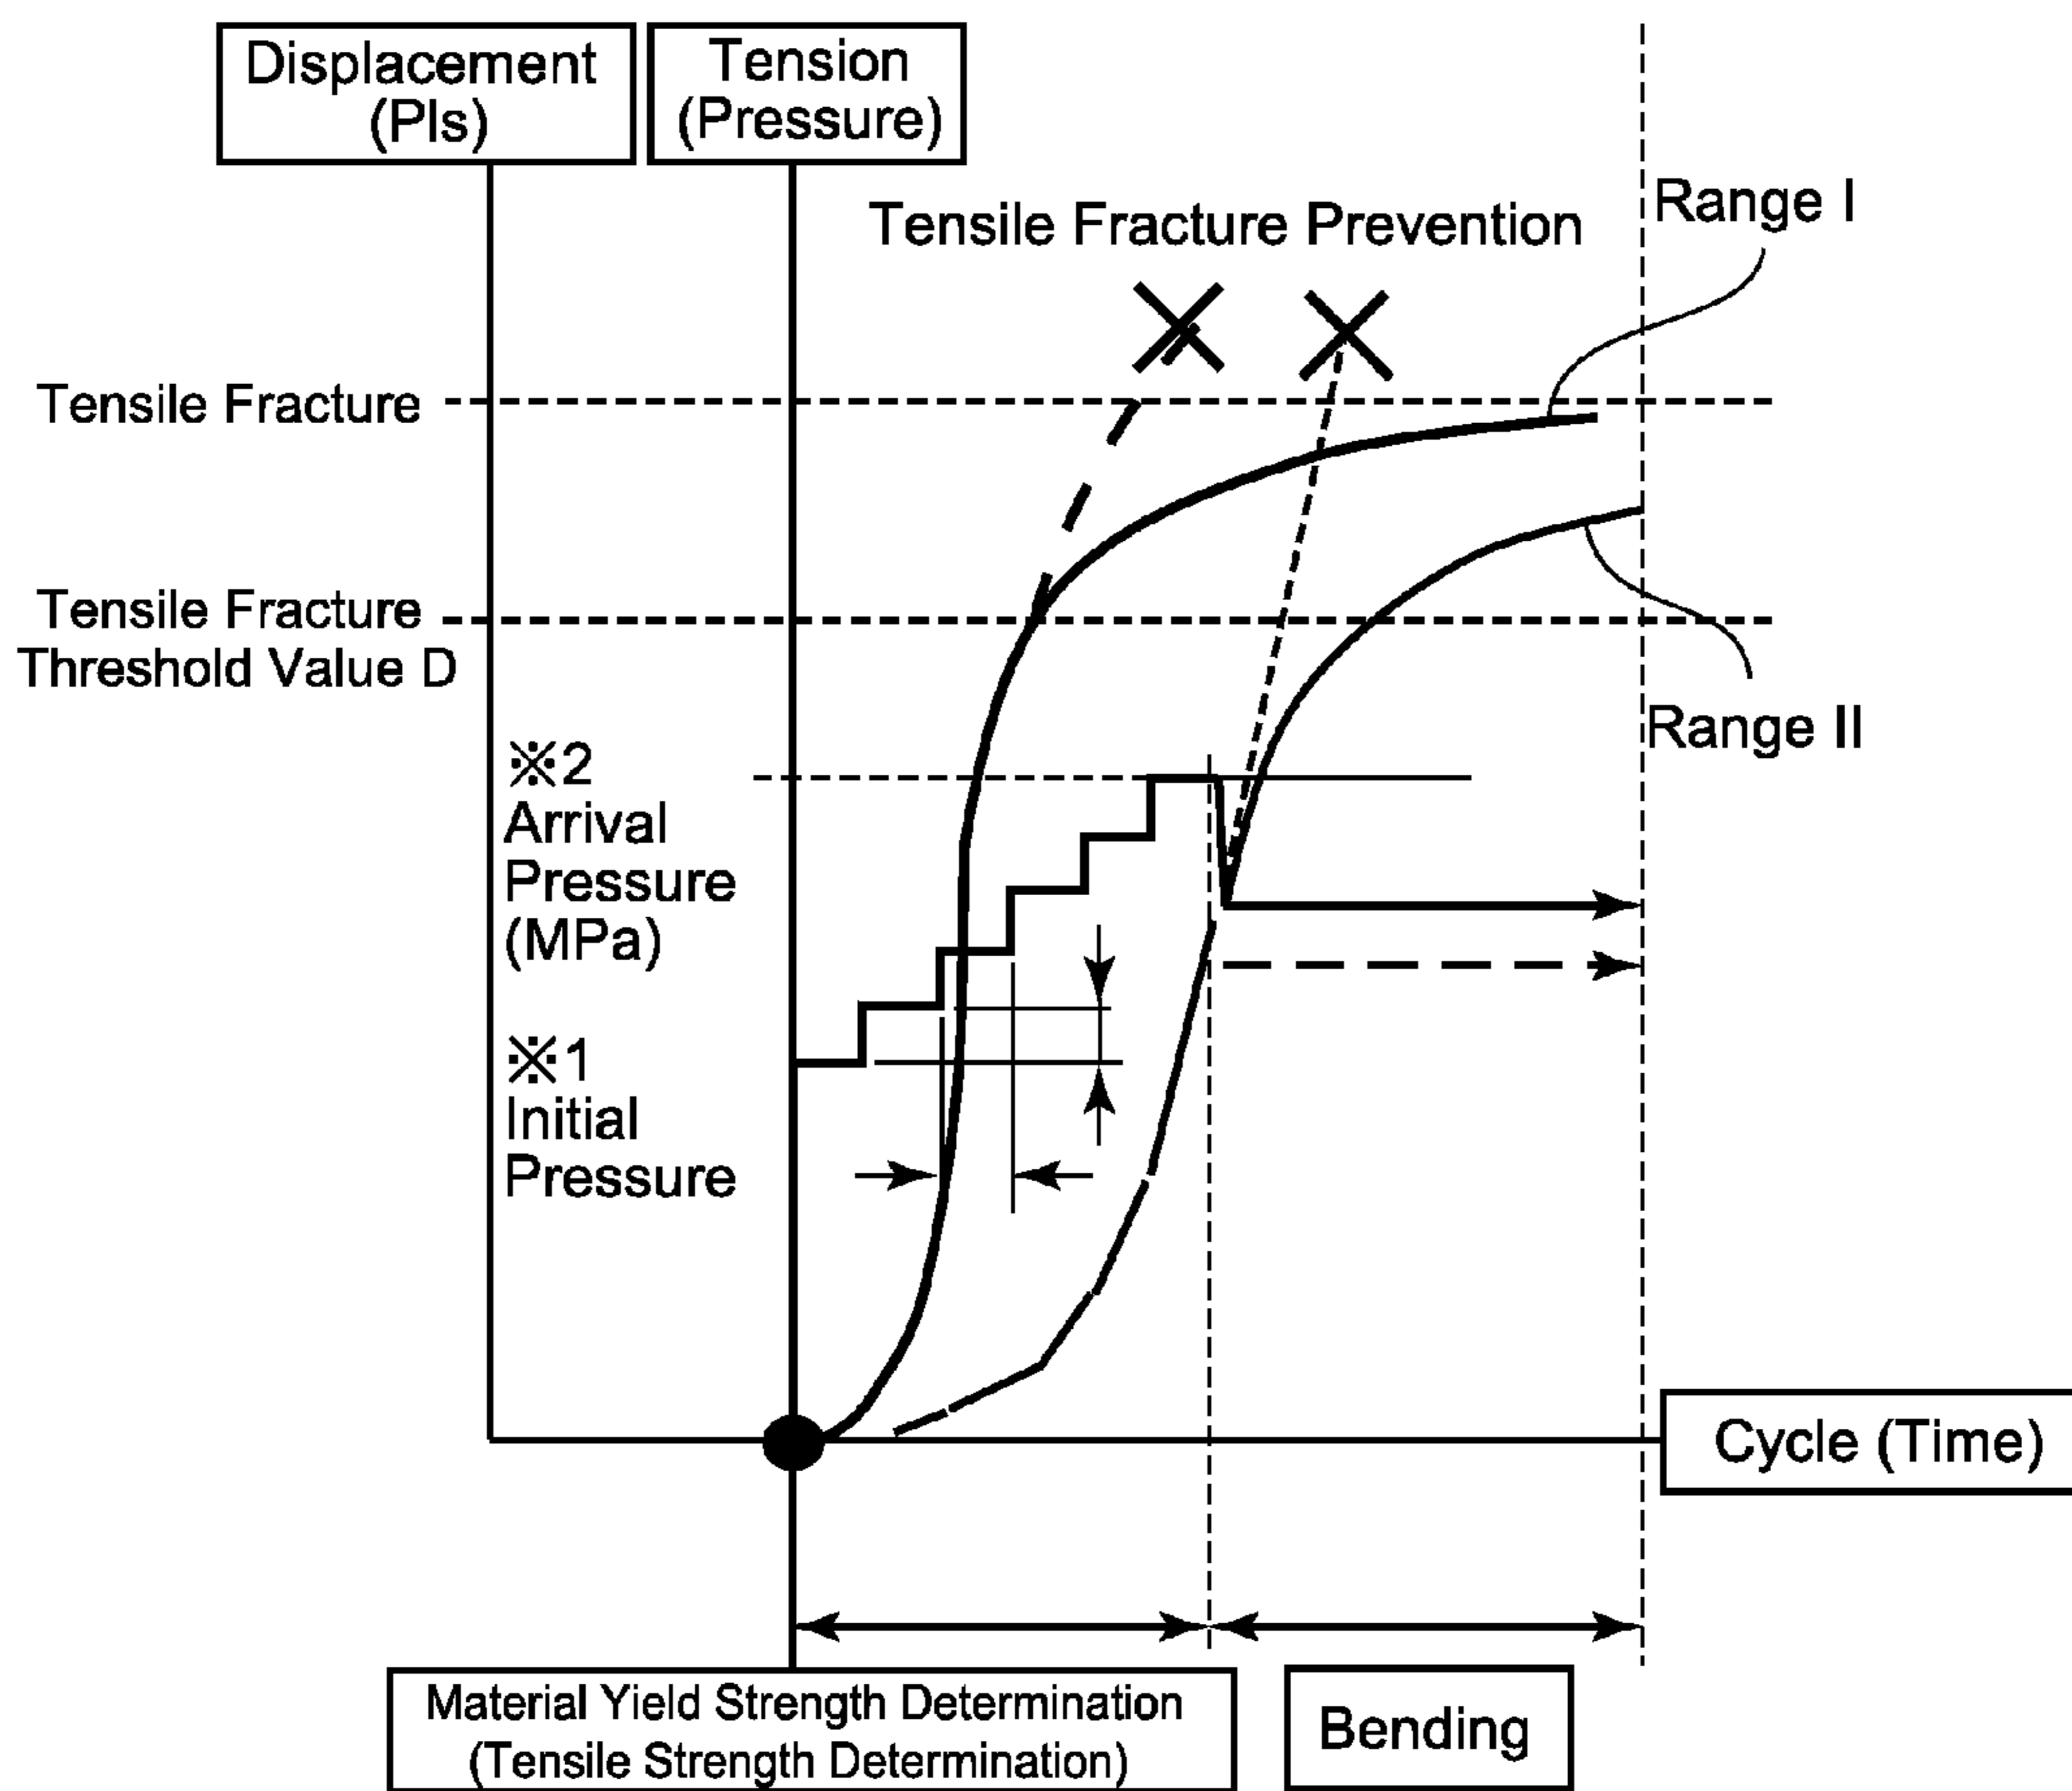 Displacement
(Pls)
Tension
(Pressure)
Tensile Fracture Prevention
Range I
Tensile Fracture
Tensile Fracture
Threshold Value D
Range II
※2
Arrival
Pressure
(MPa)
※1
Initial
Pressure
Cycle (Time)
Material Yield Strength Determination
(Tensile Strength Determination)
Bending